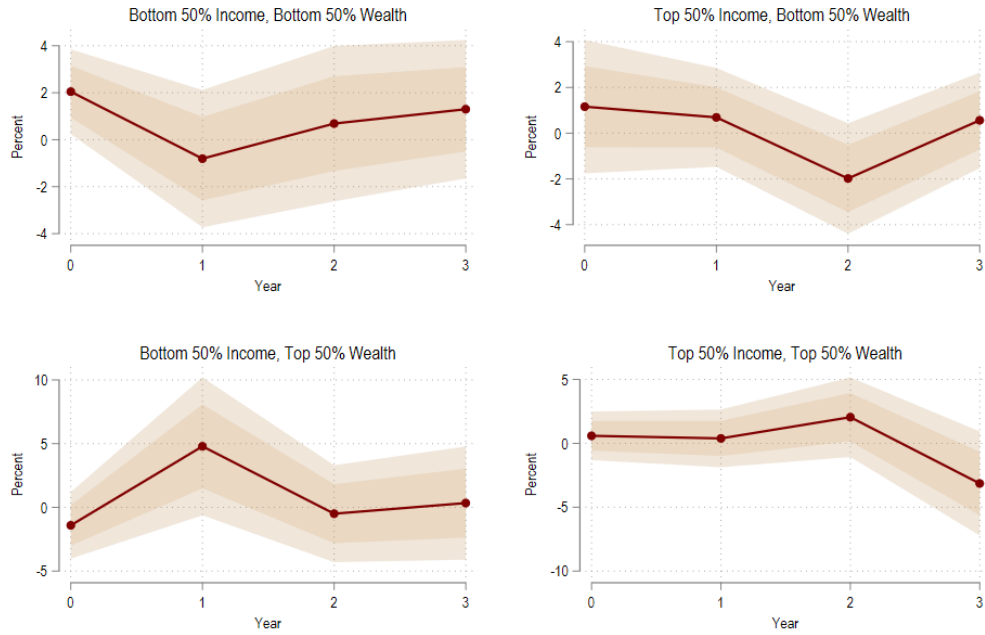 Bottom 50% Income, Bottom 50% Wealth
4
2
0
-2
-4
Percent
0 1 2 3
Year
Top 50% Income, Bottom 50% Wealth
4
2
0
-2
-4
Percent
0 1 2 3
Year
Bottom 50% Income, Top 50% Wealth
10
5
0
-5
Percent
0 1 2 3
Year
Top 50% Income, Top 50% Wealth
5
0
-5
-10
Percent
0 1 2 3
Year